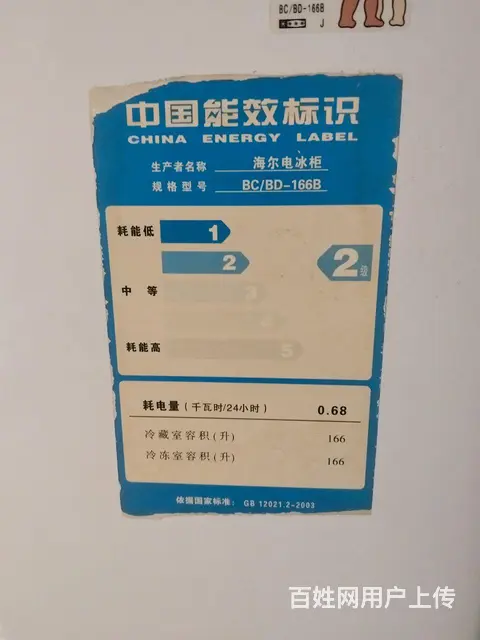 BC/BD-166B
J
中国能效标识
CHINA ENERGY LABEL
生产者名称 海尔电冰柜
规格型号 BC/BD-166B
耗能低 1
2
2级
中 等 3
4
耗能高 5
耗电量（千瓦时/24小时） 0.68
冷藏室容积(升) 166
冷冻室容积(升) 166
依据国家标准： GB 12021.2-2003
百姓网用户上传